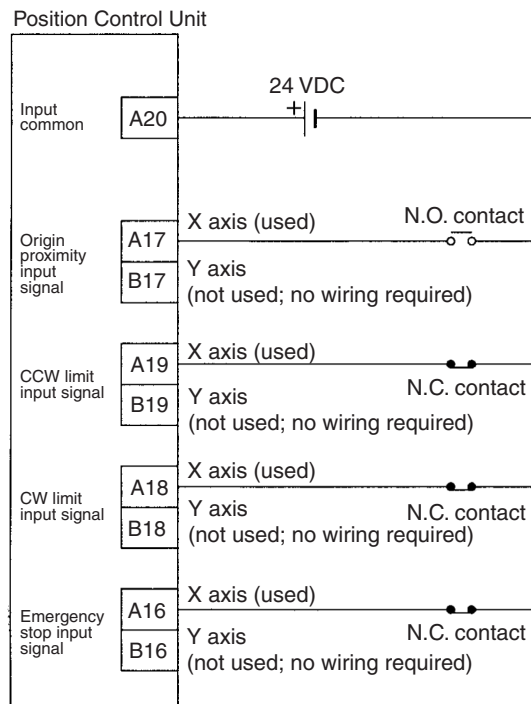 Position Control Unit
24 VDC
+
Input
common
A20
X axis (used)
N.O. contact
Origin
proximity
input
signal
A17
B17
Y axis
(not used; no wiring required)
X axis (used)
CCW limit
input signal
A19
B19
N.C. contact
Y axis
(not used; no wiring required)
X axis (used)
CW limit
input signal
A18
B18
N.C. contact
Y axis
(not used; no wiring required)
X axis (used)
Emergency
stop input
signal
A16
B16
N.C. contact
Y axis
(not used; no wiring required)